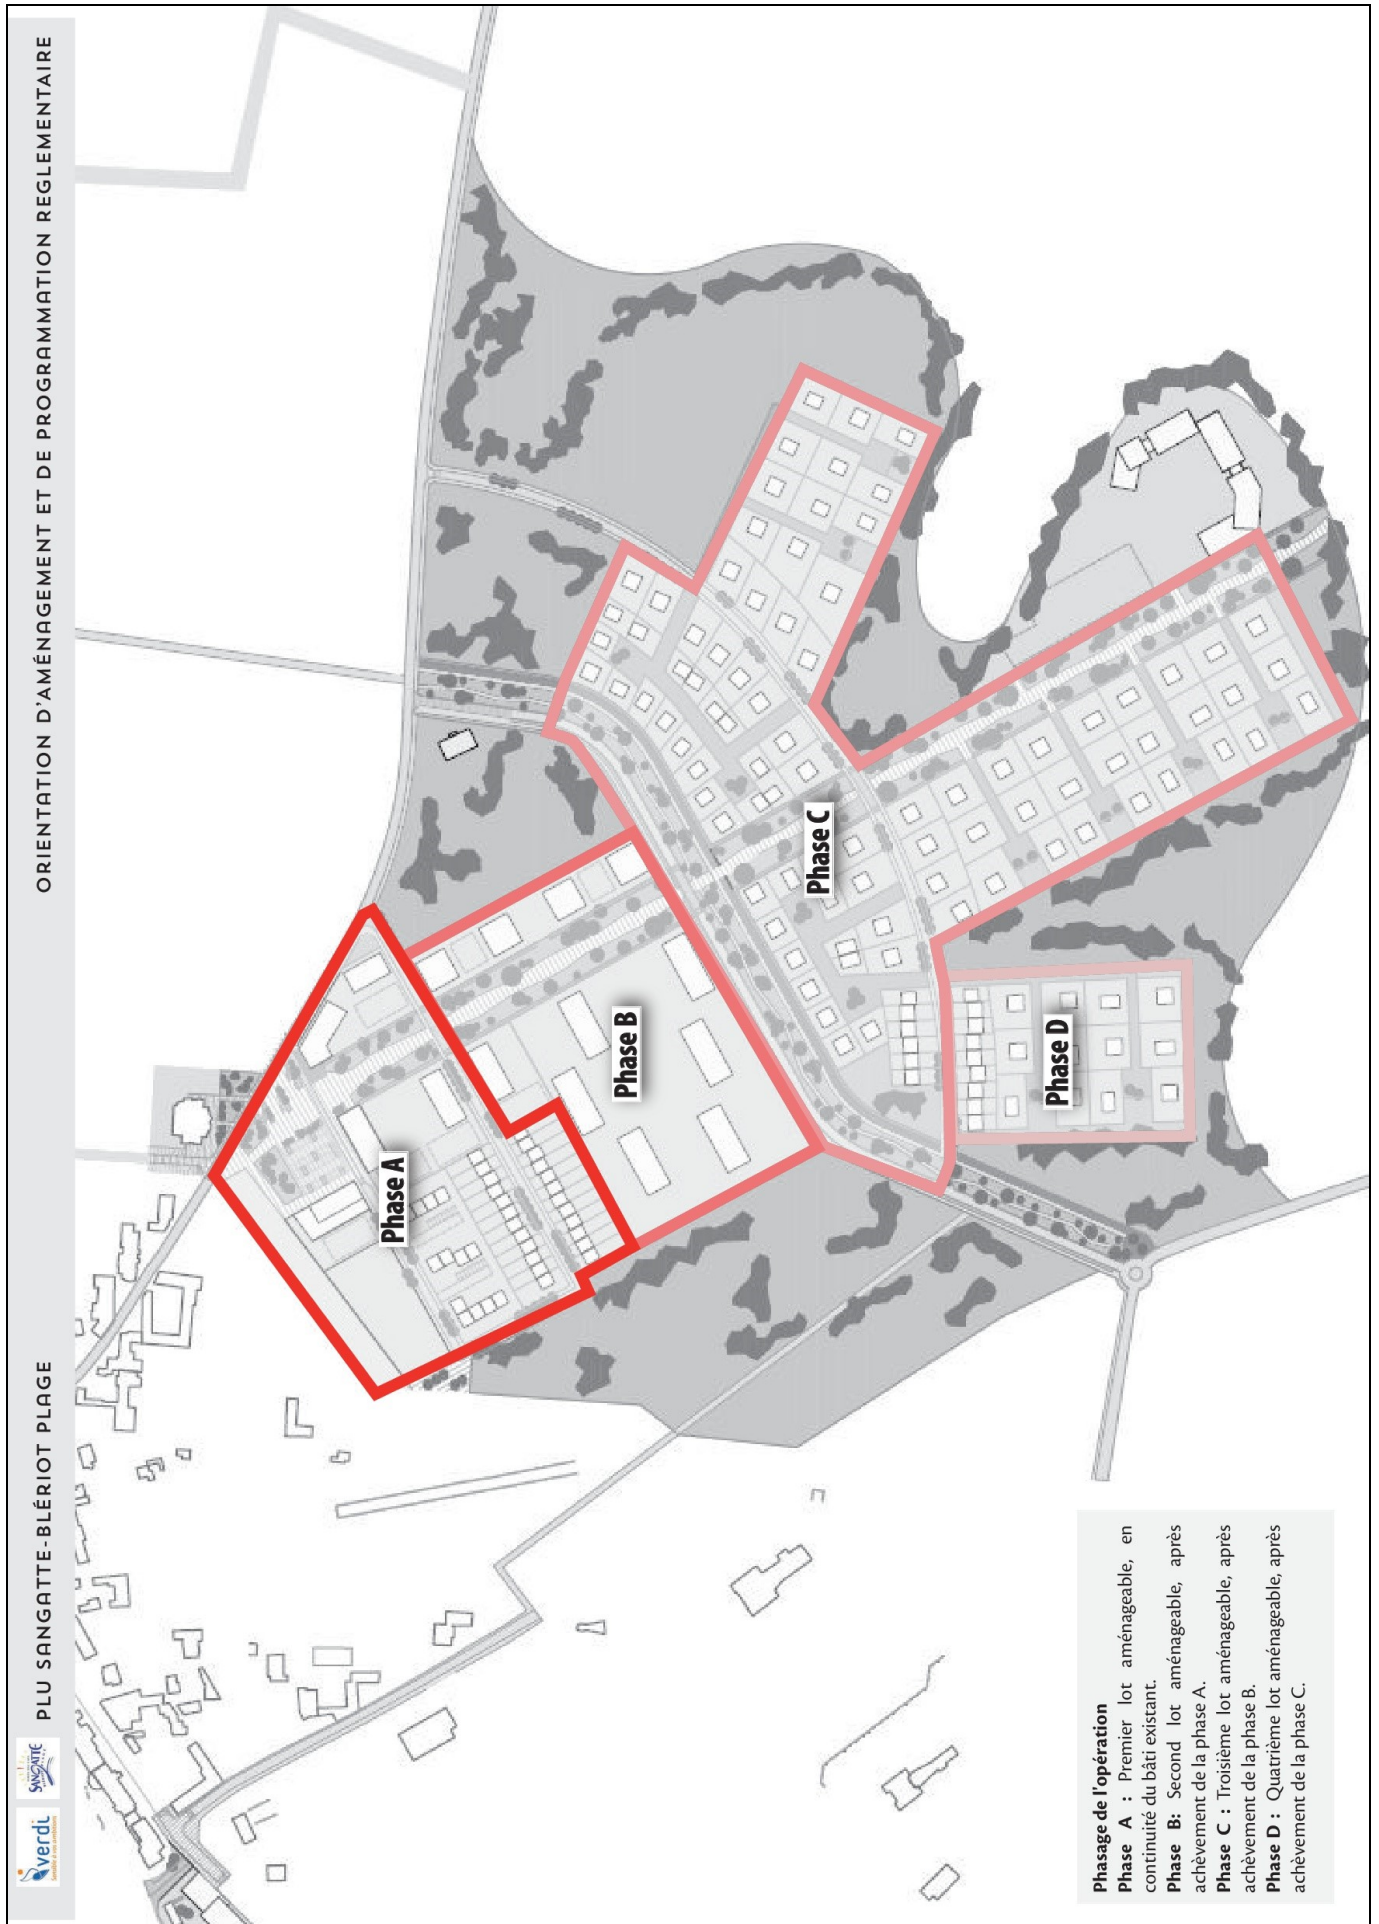 verdi
SANGATTE
PLU SANGATTE-BLÉRIOT PLAGE
ORIENTATION D'AMÉNAGEMENT ET DE PROGRAMMATION REGLEMENTAIRE
Phase A
Phase B
Phase C
Phase D
Phasage de l'opération
Phase A : Premier lot aménageable, en
continuité du bâti existant.
Phase B: Second lot aménageable, après
achèvement de la phase A.
Phase C : Troisième lot aménageable, après
achèvement de la phase B.
Phase D : Quatrième lot aménageable, après
achèvement de la phase C.